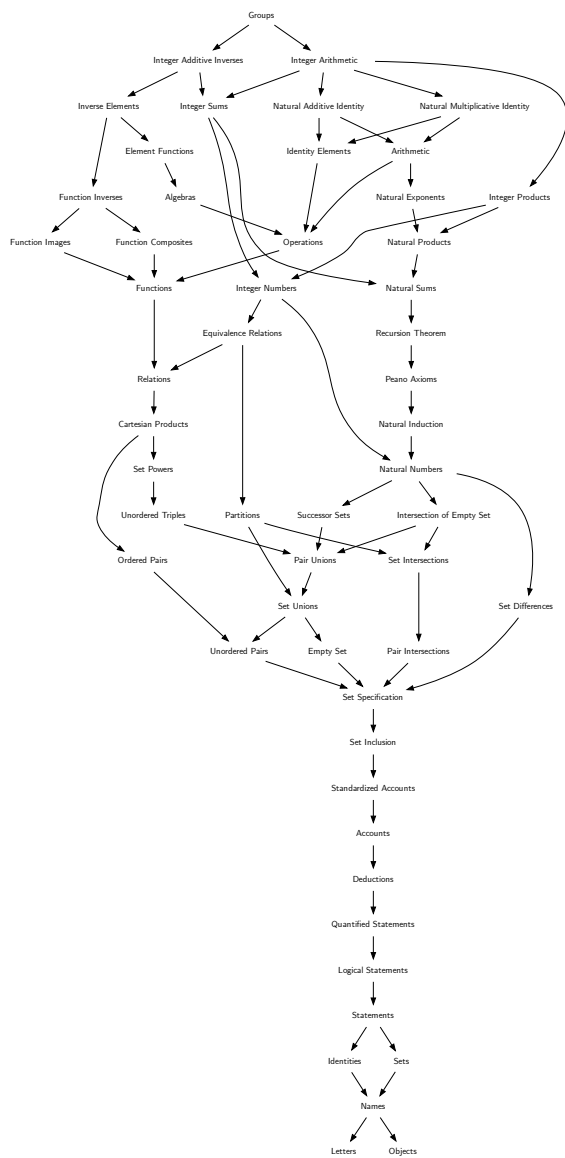 Groups
Integer Additive Inverses Integer Arithmetic
Inverse Elements Integer Sums Natural Additive Identity Natural Multiplicative Identity
Element Functions Identity Elements Arithmetic
Function Inverses Algebras Natural Exponents Integer Products
Function Images Function Composites Operations Natural Products
Functions Integer Numbers Natural Sums
Equivalence Relations Recursion Theorem
Relations Peano Axioms
Cartesian Products Natural Induction
Set Powers Natural Numbers
Unordered Triples Partitions Successor Sets Intersection of Empty Set
Ordered Pairs Pair Unions Set Intersections
Set Unions Set Differences
Unordered Pairs Empty Set Pair Intersections
Set Specification
Set Inclusion
Standardized Accounts
Accounts
Deductions
Quantified Statements
Logical Statements
Statements
Identities Sets
Names
Letters Objects